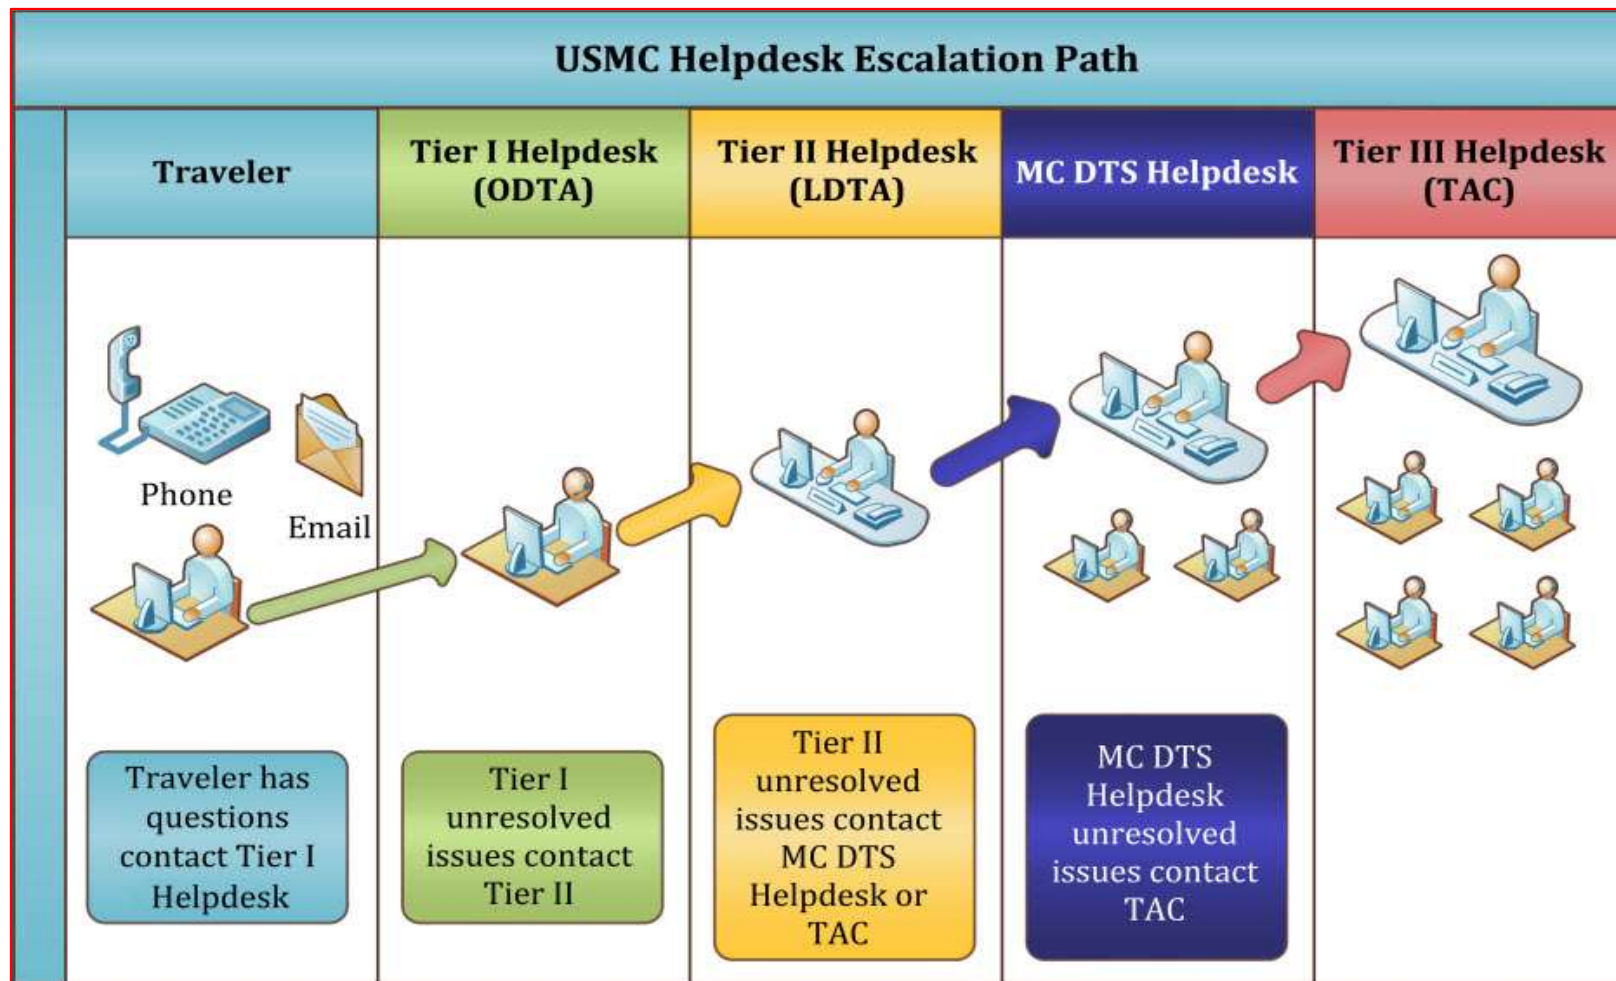 USMC Helpdesk Escalation Path
Traveler
Tier I Helpdesk
(ODTA)
Tier II Helpdesk
(LDTA)
MC DTS Helpdesk
Tier III Helpdesk
(TAC)
Phone
Email
Traveler has
questions
contact Tier I
Helpdesk
Tier I
unresolved
issues contact
Tier II
Tier II
unresolved
issues contact
MC DTS
Helpdesk or
TAC
MC DTS
Helpdesk
unresolved
issues contact
TAC